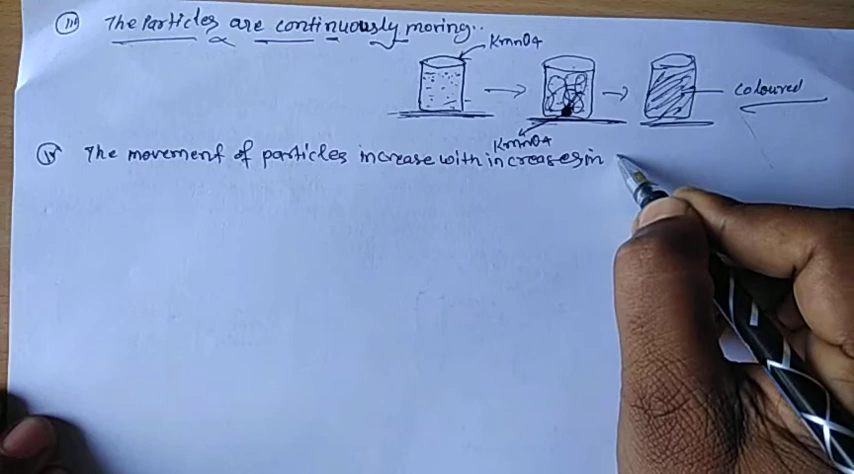 (iii) The Particles are continuously moving..
KmnO4
coloured
KmnO4
(iv) The movement of particles increase with increases in